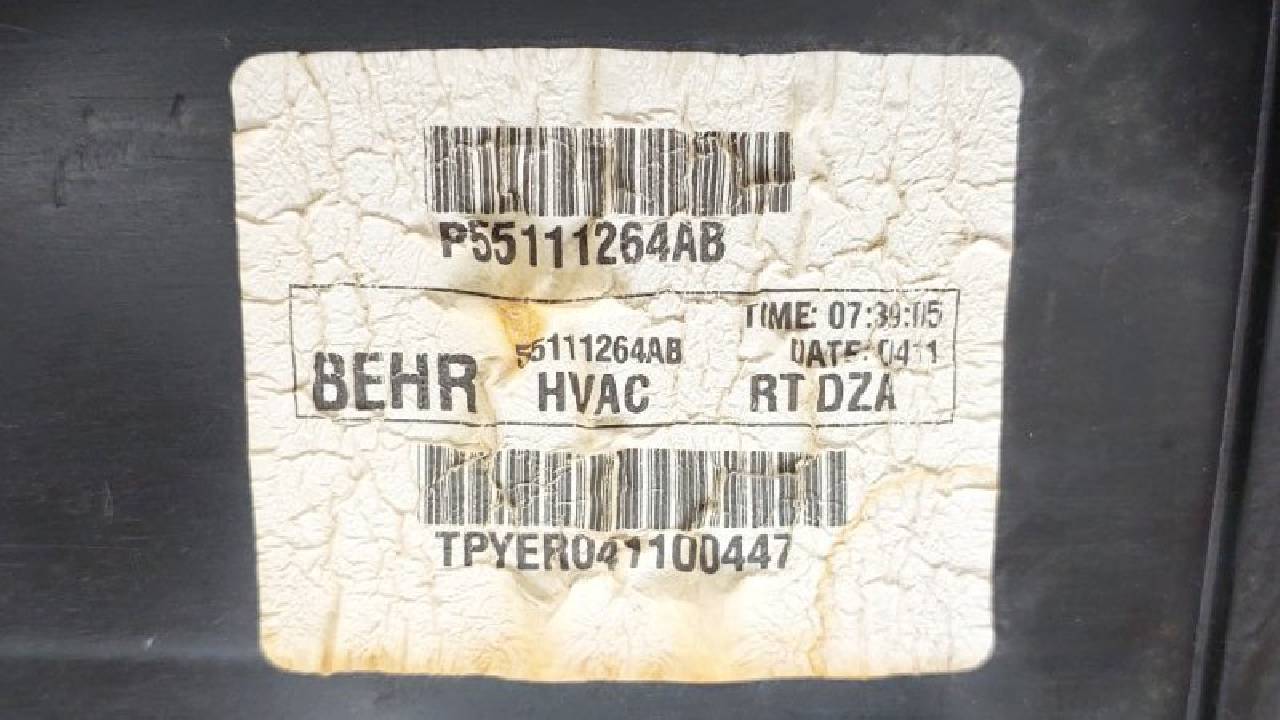 P55111264AB
TIME: 07:39:05
55111264AB
DATE: 0411
BEHR HVAC RT DZA
TPYER041100447